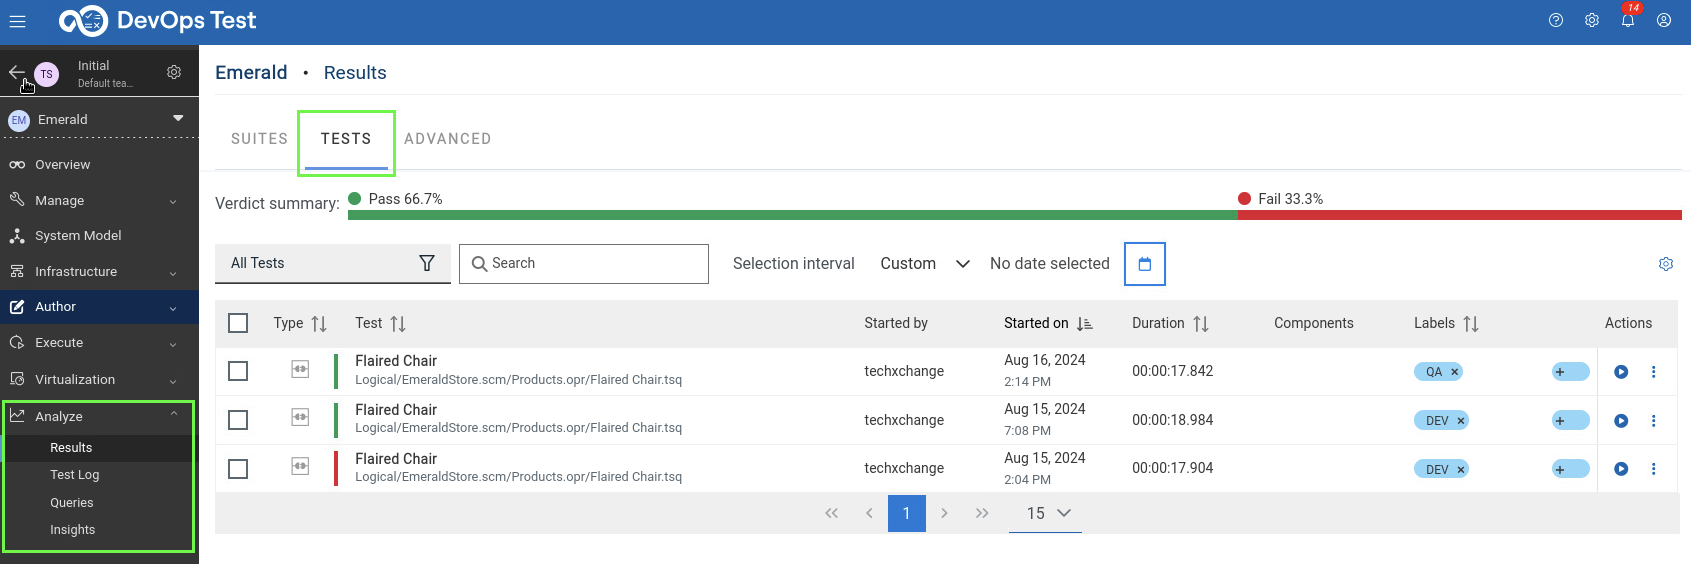 DevOps Test
14
TS
Initial
Default tea...
EM
Emerald
Overview
Manage
System Model
Infrastructure
Author
Execute
Virtualization
Analyze
Results
Test Log
Queries
Insights
Emerald • Results
SUITES TESTS ADVANCED
Verdict summary: Pass 66.7% Fail 33.3%
All Tests Search Selection interval Custom No date selected
Type Test Started by Started on Duration Components Labels Actions
Flaired Chair
Logical/EmeraldStore.scm/Products.opr/Flaired Chair.tsq
techxchange
Aug 16, 2024
2:14 PM
00:00:17.842
QA × +
Flaired Chair
Logical/EmeraldStore.scm/Products.opr/Flaired Chair.tsq
techxchange
Aug 15, 2024
7:08 PM
00:00:18.984
DEV × +
Flaired Chair
Logical/EmeraldStore.scm/Products.opr/Flaired Chair.tsq
techxchange
Aug 15, 2024
2:04 PM
00:00:17.904
DEV × +
1 15